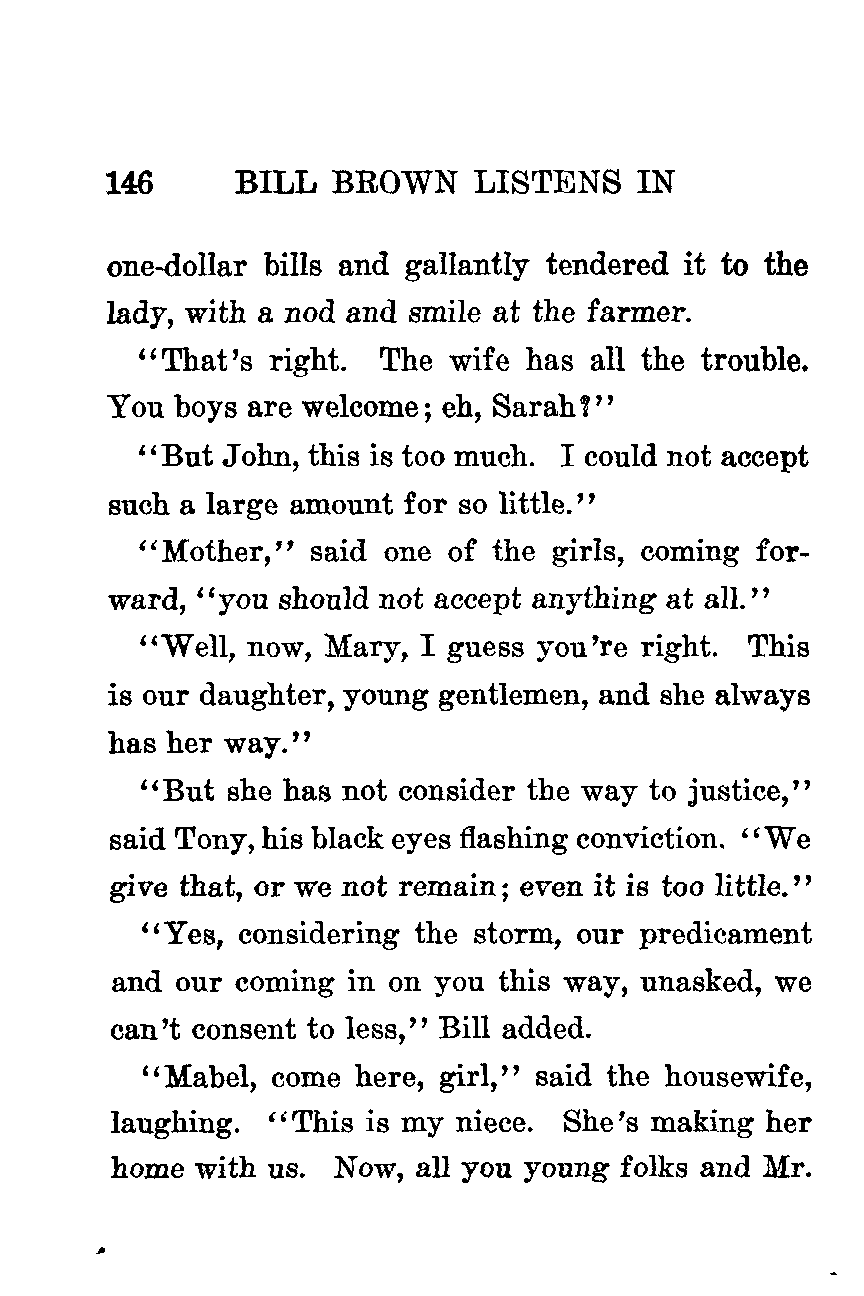 146 BILL BROWN LISTENS IN
one-dollar bills and gallantly tendered it to the
lady, with a nod and smile at the farmer.
"That's right. The wife has all the trouble.
You boys are welcome; eh, Sarah?"
"But John, this is too much. I could not accept
such a large amount for so little."
"Mother," said one of the girls, coming for-
ward, "you should not accept anything at all."
"Well, now, Mary, I guess you're right. This
is our daughter, young gentlemen, and she always
has her way."
"But she has not consider the way to justice,"
said Tony, his black eyes flashing conviction. "We
give that, or we not remain; even it is too little."
"Yes, considering the storm, our predicament
and our coming in on you this way, unasked, we
can't consent to less," Bill added.
"Mabel, come here, girl," said the housewife,
laughing. "This is my niece. She's making her
home with us. Now, all you young folks and Mr.